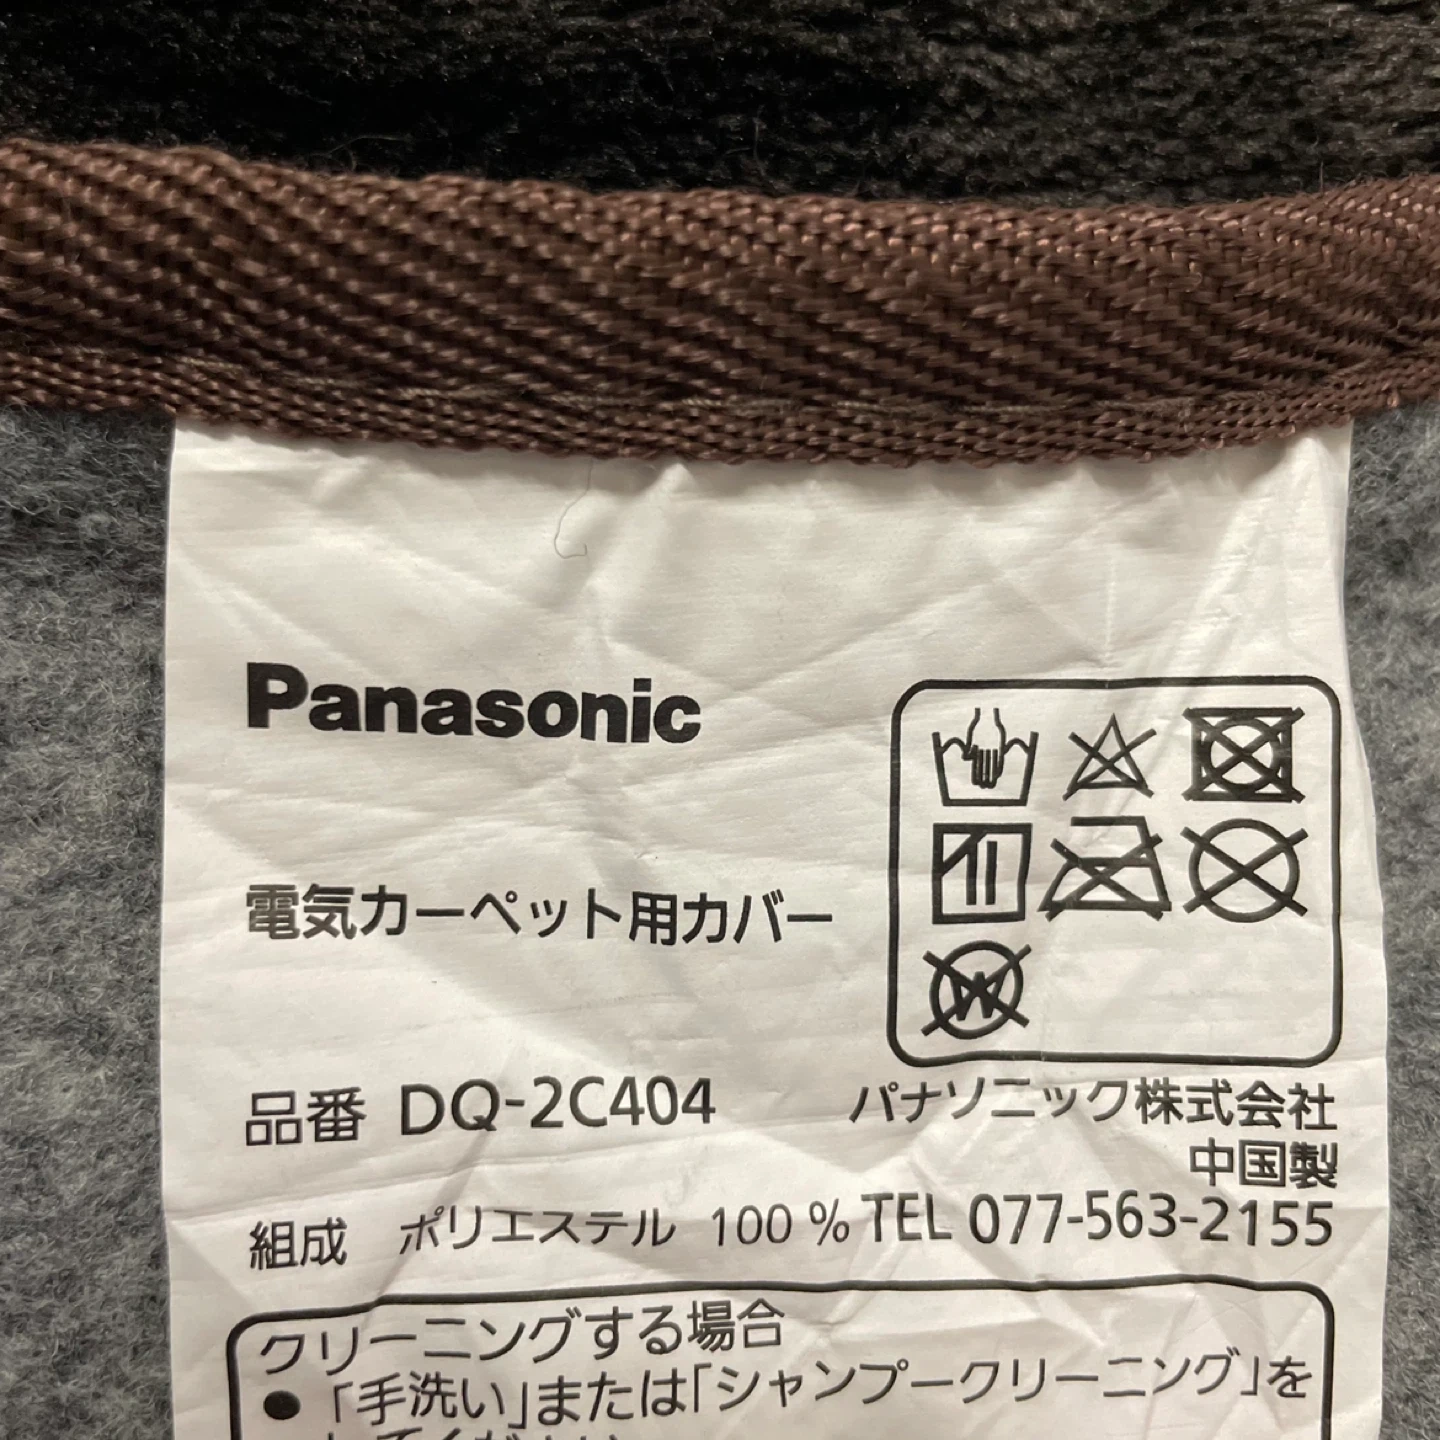 Panasonic
電気カーペット用カバー
W
品番 DQ-2C404
パナソニック株式会社
中国製
組成 ポリエステル 100%
TEL 077-563-2155
クリーニングする場合
● 「手洗い」または「シャンプークリーニング」を